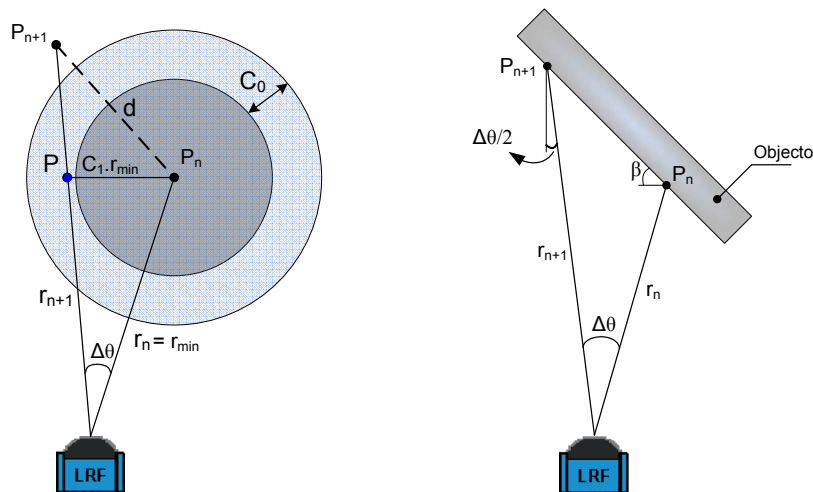 Pn+1
C0
d
P
C1.rmin
Pn
rn+1
Δθ
rn = rmin
LRF
Pn+1
Δθ/2
β
Pn
Objecto
rn+1
rn
Δθ
LRF